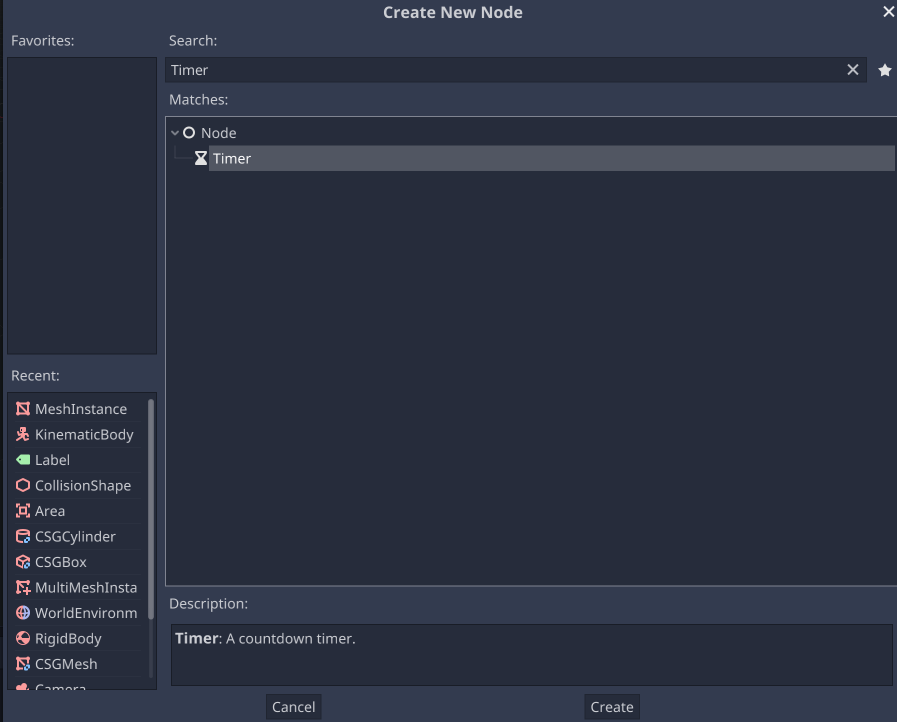 Create New Node
Favorites:
Search:
Timer
Matches:
Node
Timer
Recent:
MeshInstance
KinematicBody
Label
CollisionShape
Area
CSGCylinder
CSGBox
MultiMeshInsta
WorldEnvironm
RigidBody
CSGMesh
Camera
Description:
Timer: A countdown timer.
Cancel
Create